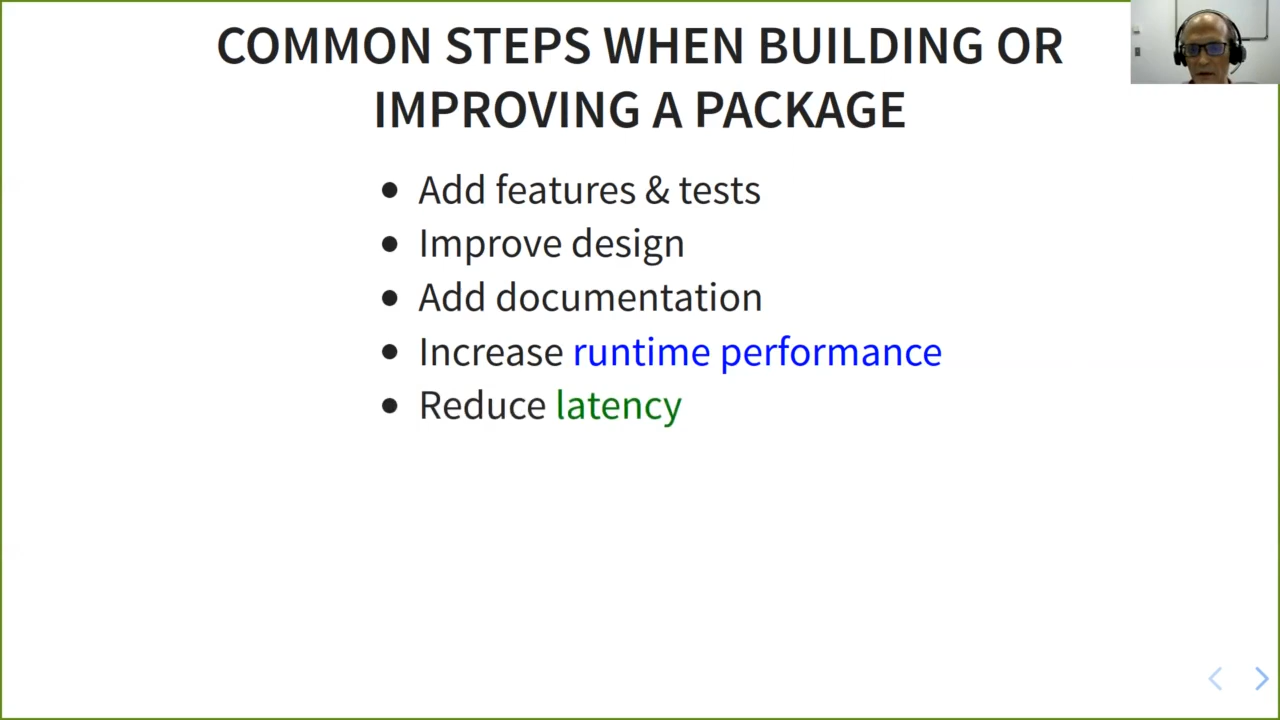 COMMON STEPS WHEN BUILDING OR
IMPROVING A PACKAGE
Add features & tests
Improve design
Add documentation
Increase runtime performance
Reduce latency